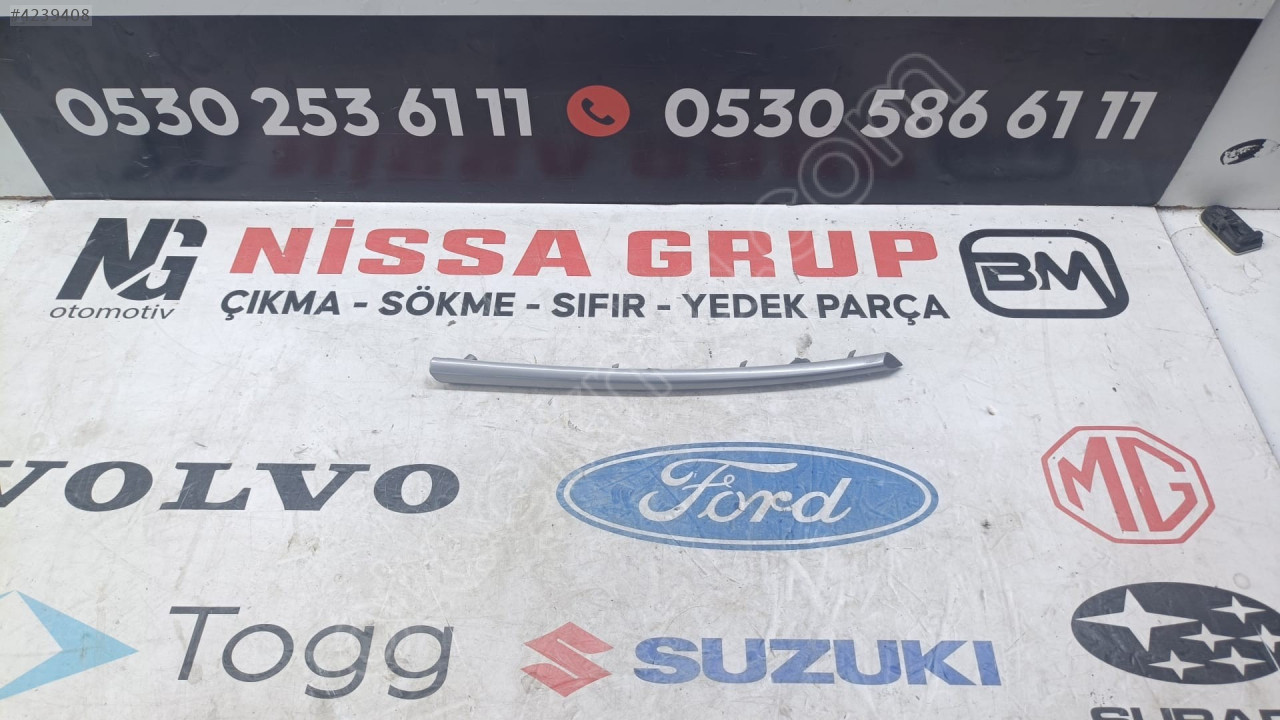 #4239408
0530 253 61 11 0530 586 61 11
NG NİSSA GRUP BM
otomotiv ÇIKMA - SÖKME - SIFIR - YEDEK PARÇA
VOLVO Ford MG
Togg SUZUKI